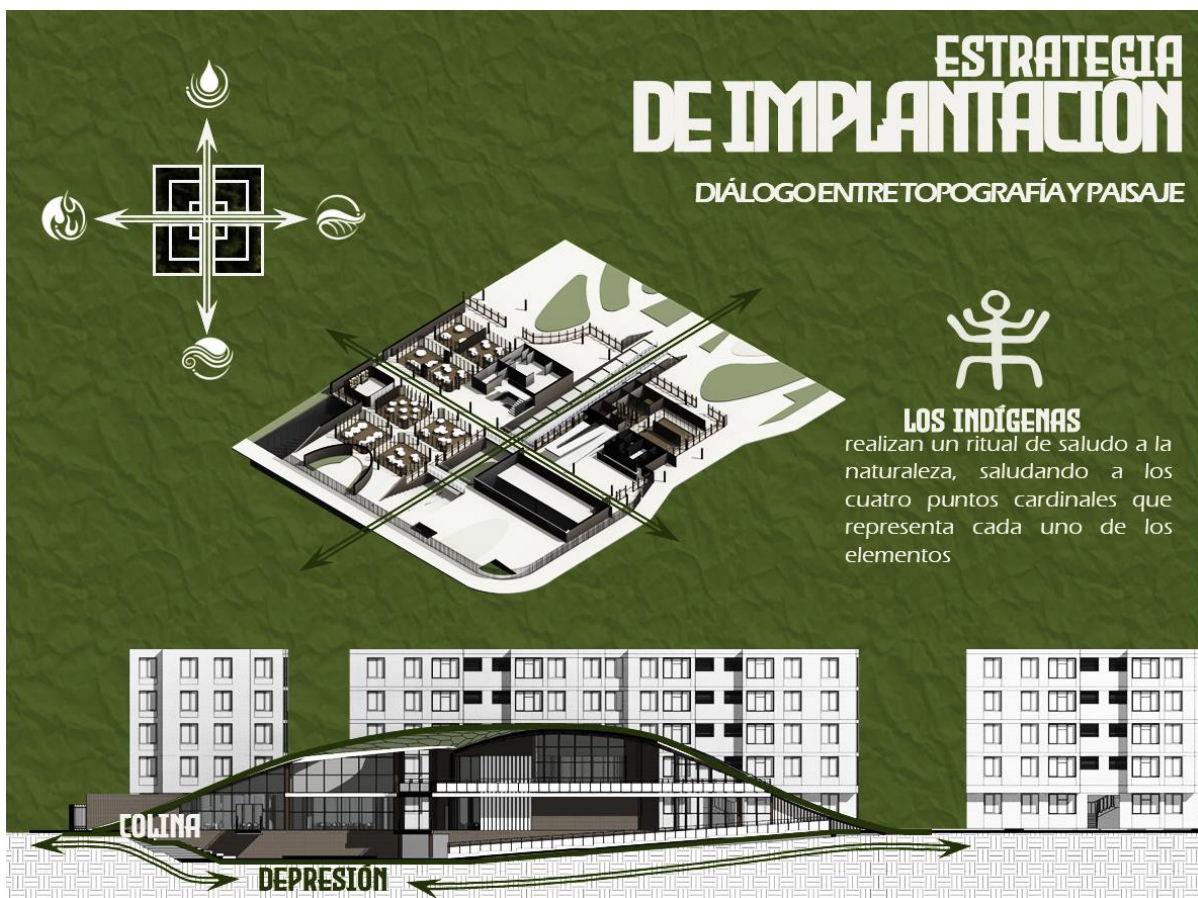 ESTRATEGIA
DE IMPLANTACIÓN
DIÁLOGO ENTRE TOPOGRAFÍA Y PAISAJE
LOS INDÍGENAS
realizan un ritual de saludo a la
naturaleza, saludando a los
cuatro puntos cardinales que
representa cada uno de los
elementos
COLINA
DEPRESIÓN